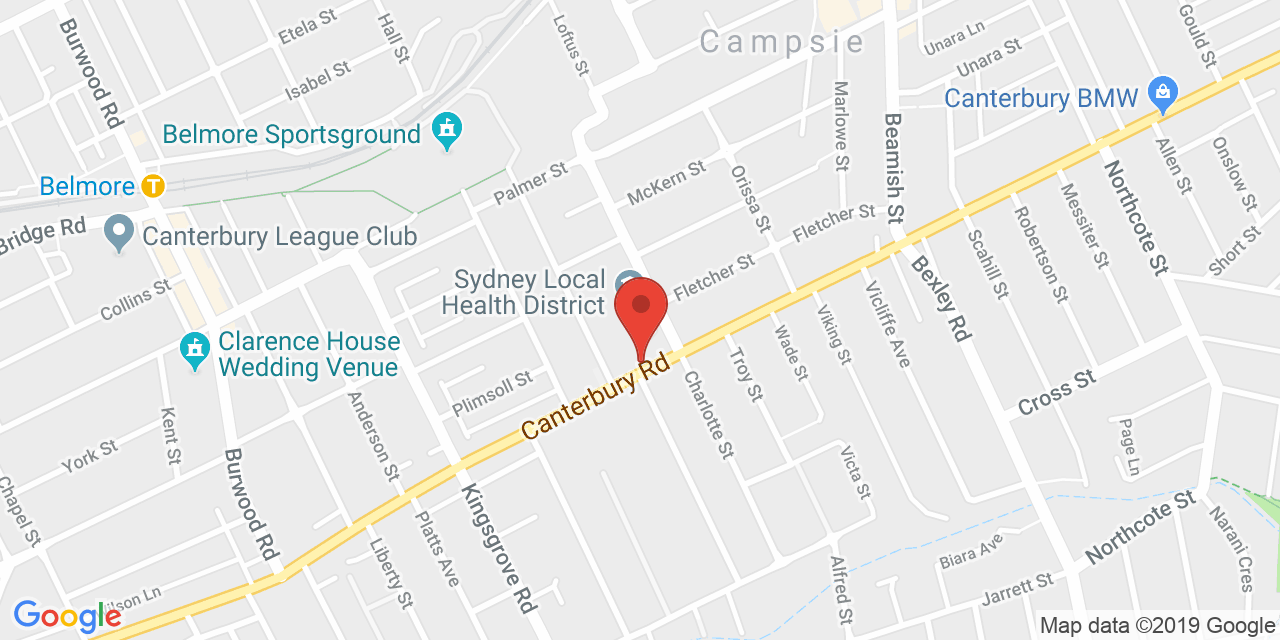 Burwood Rd
Etela St
Hall St
Isabel St
Loftus St
Campsie
Unara Ln
Unara St
Gould St
Belmore Sportsground
Marlowe St
Beamish St
Canterbury BMW
Allen St
Onslow St
Belmore
Palmer St
McKern St
Orissa St
Fletcher St
Northcote St
Messiter St
Robertson St
Scahill St
Short St
Bridge Rd
Canterbury League Club
Collins St
Sydney Local
Health District
Fletcher St
Bexley Rd
Vicliffe Ave
Viking St
Wade St
Troy St
Clarence House
Wedding Venue
Plimsoll St
Canterbury Rd
Charlotte St
Cross St
Page Ln
Kent St
Anderson St
York St
Burwood Rd
Chapel St
Kingsgrove Rd
Platts Ave
Liberty St
Victa St
Alfred St
Biara Ave
Northcote St
Narani Cres
Jarrett St
ilson Ln
Google
Map data ©2019 Google